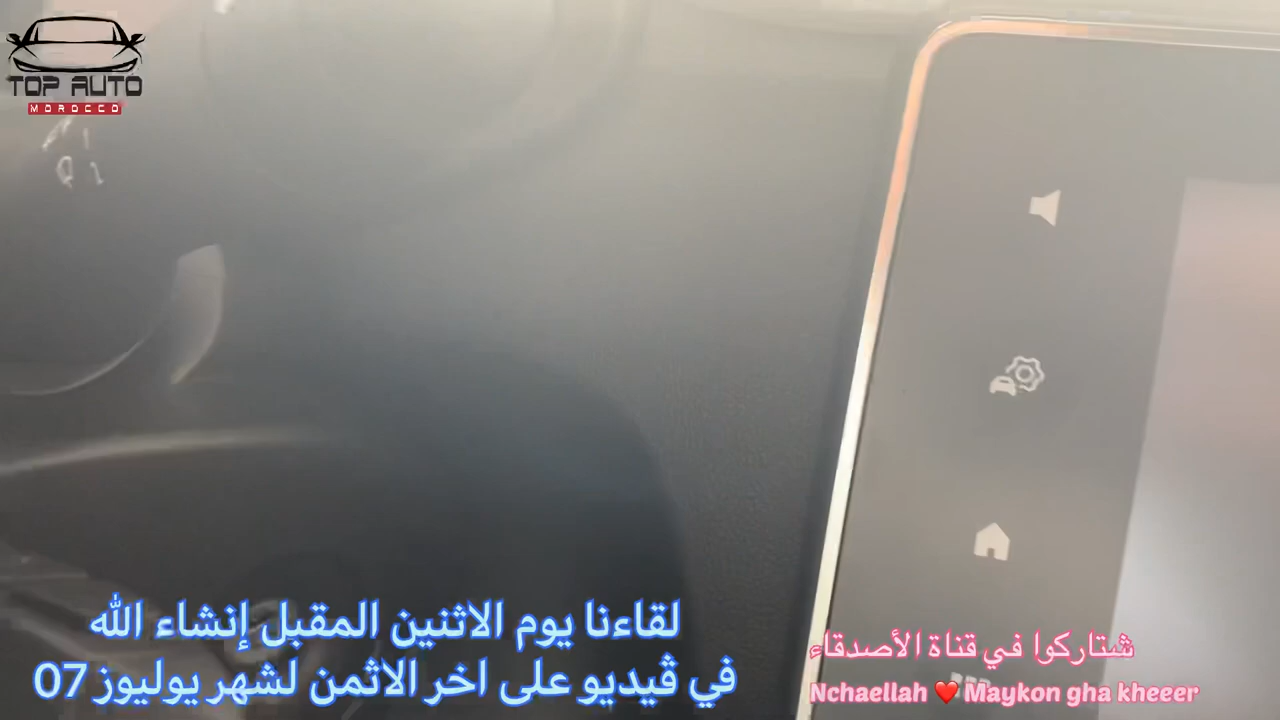 TOP AUTO
MOROCCO
لقاءنا يوم الاثنين المقبل إنشاء الله
في ڤيديو على اخر الاثمن لشهر يوليوز 07
شتاركوا في قناة الأصدقاء
Nchaellah ❤️ Maykon gha kheeer